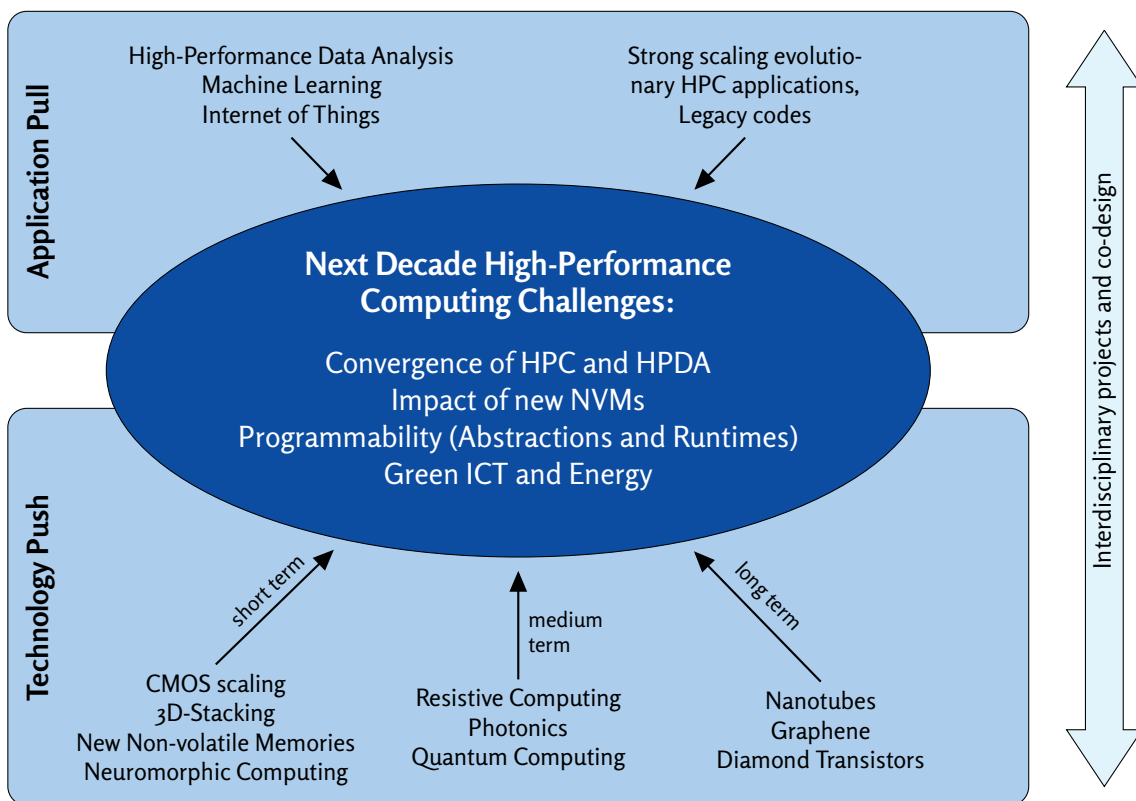 Application Pull
High-Performance Data Analysis
Machine Learning
Internet of Things
Strong scaling evolutio-
nary HPC applications,
Legacy codes
Next Decade High-Performance
Computing Challenges:
Convergence of HPC and HPDA
Impact of new NVMs
Programmability (Abstractions and Runtimes)
Green ICT and Energy
Technology Push
short term
medium
term
long term
CMOS scaling
3D-Stacking
New Non-volatile Memories
Neuromorphic Computing
Resistive Computing
Photonics
Quantum Computing
Nanotubes
Graphene
Diamond Transistors
Interdisciplinary projects and co-design